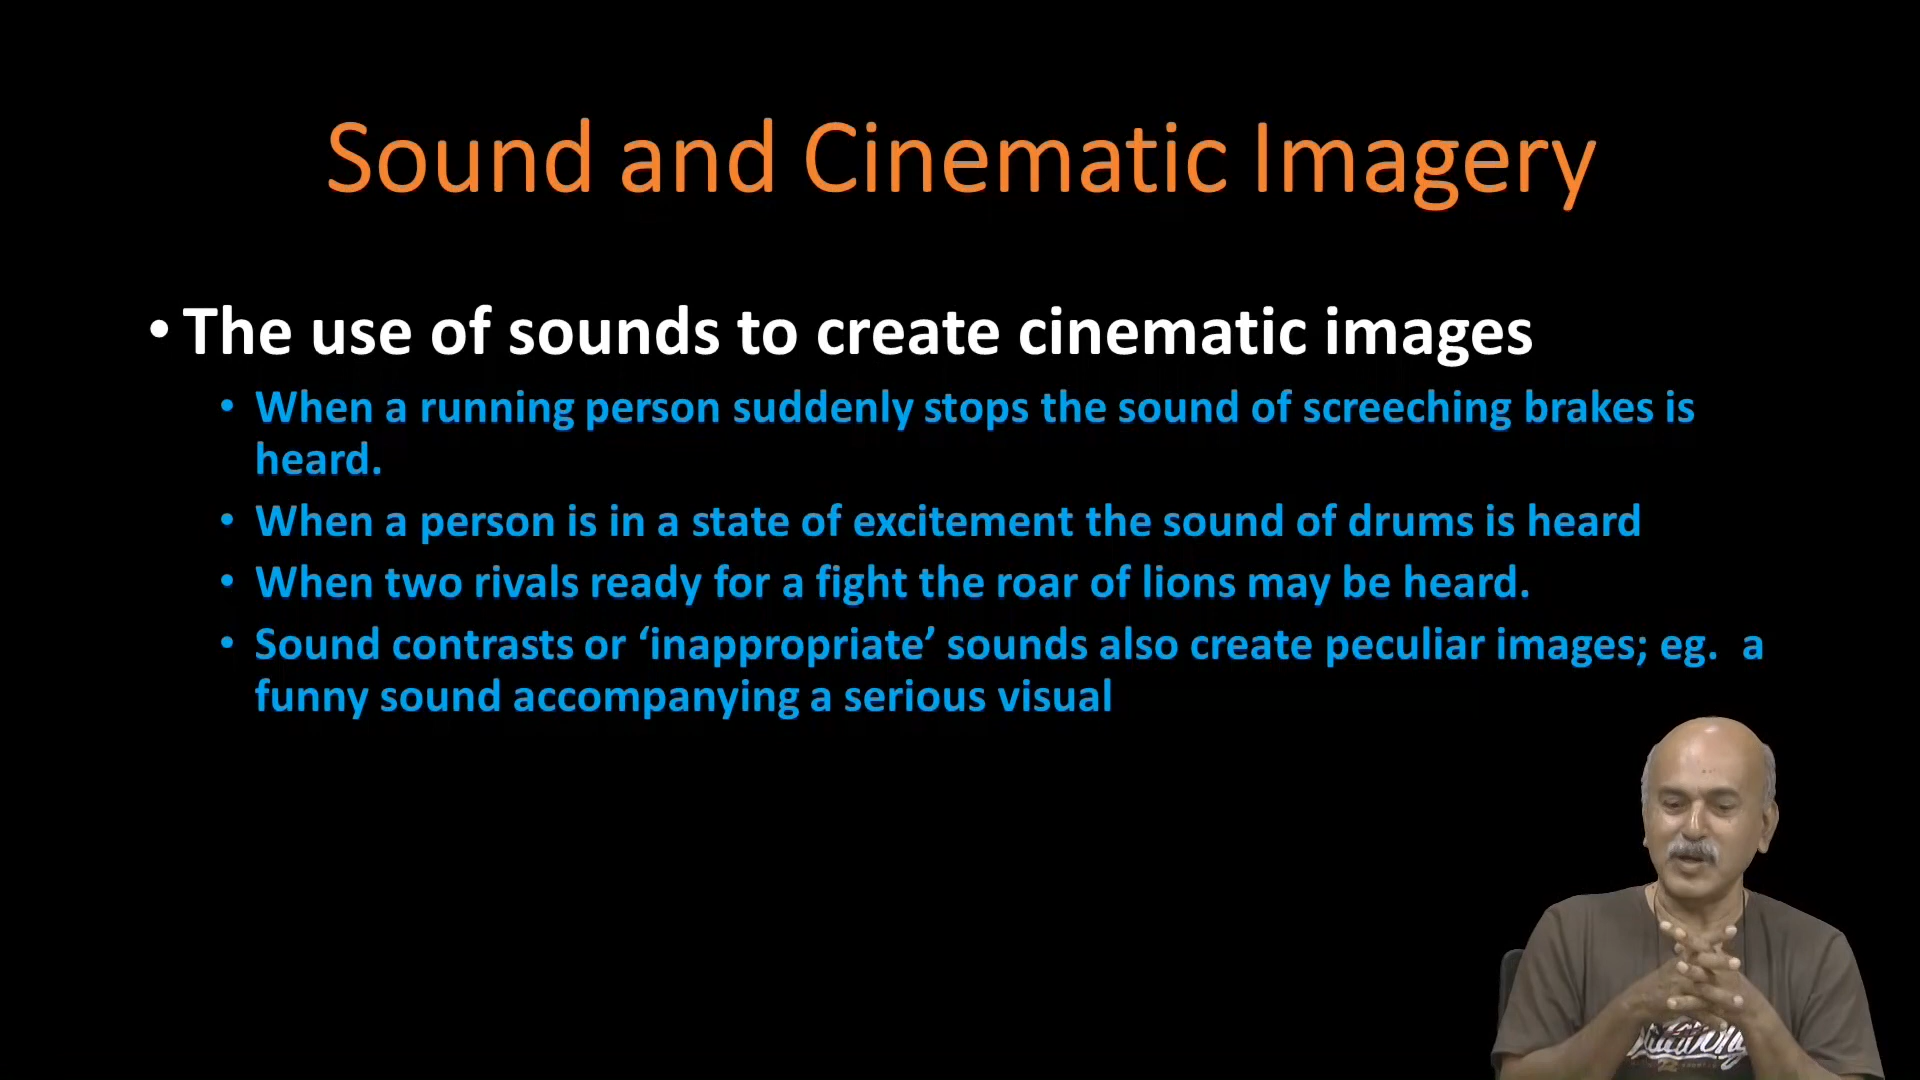 Sound and Cinematic Imagery
• The use of sounds to create cinematic images
• When a running person suddenly stops the sound of screeching brakes is
heard.
• When a person is in a state of excitement the sound of drums is heard
• When two rivals ready for a fight the roar of lions may be heard.
• Sound contrasts or ‘inappropriate’ sounds also create peculiar images; eg.  a
funny sound accompanying a serious visual